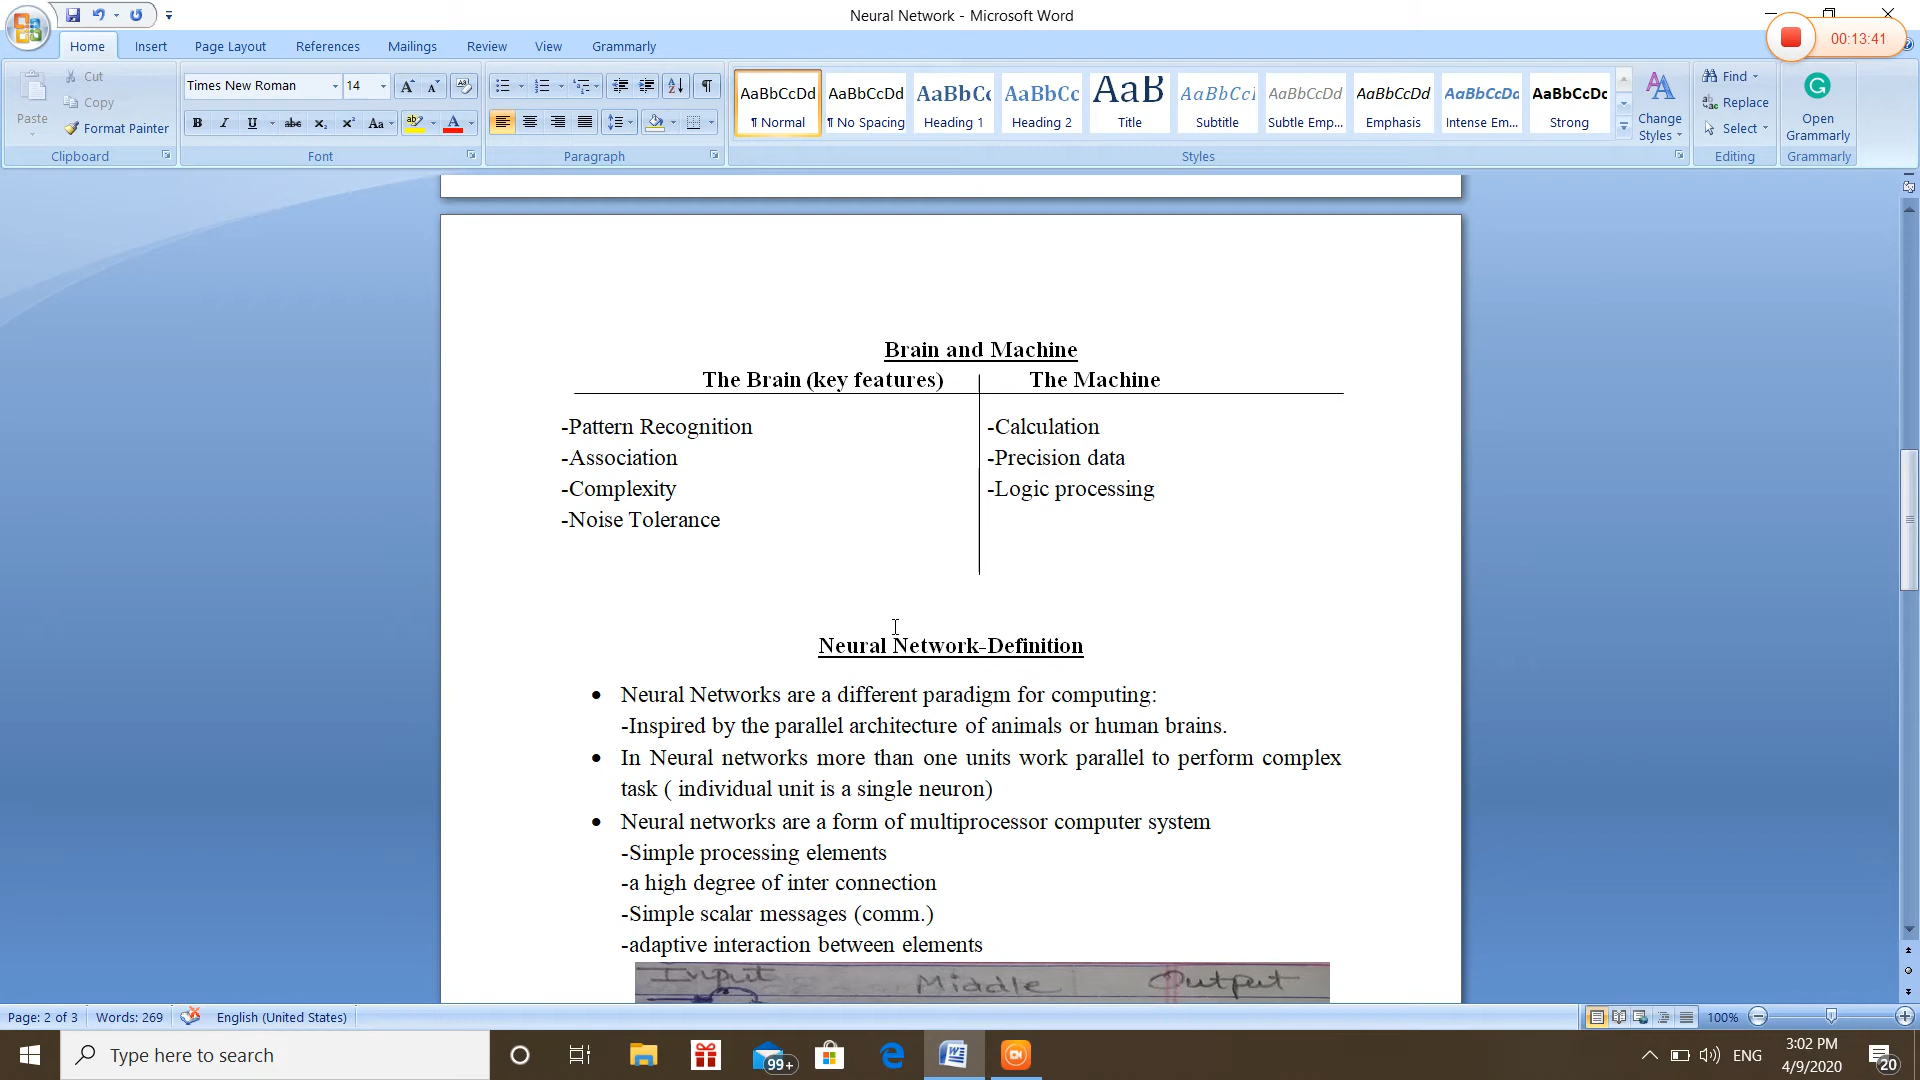 Neural Network - Microsoft Word
00:13:41
Home Insert Page Layout References Mailings Review View Grammarly
Cut
Copy
Paste
Format Painter
Clipboard
Times New Roman 14
Font
Paragraph
AaBbCcDd AaBbCcDd AaBbCc AaBbCc AaB AaBbCcI AaBbCcDd AaBbCcDd AaBbCcDd AaBbCcDd
¶ Normal ¶ No Spacing Heading 1 Heading 2 Title Subtitle Subtle Emp... Emphasis Intense Em... Strong
Styles
Change Styles
Find
Replace
Select
Editing
Open Grammarly
Grammarly
Brain and Machine
The Brain (key features) The Machine
-Pattern Recognition -Calculation
-Association -Precision data
-Complexity -Logic processing
-Noise Tolerance
Neural Network-Definition
• Neural Networks are a different paradigm for computing:
-Inspired by the parallel architecture of animals or human brains.
• In Neural networks more than one units work parallel to perform complex
task ( individual unit is a single neuron)
• Neural networks are a form of multiprocessor computer system
-Simple processing elements
-a high degree of inter connection
-Simple scalar messages (comm.)
-adaptive interaction between elements
Input Middle Output
Page: 2 of 3 Words: 269 English (United States) 100%
Type here to search
99+
ENG
3:02 PM
4/9/2020
20